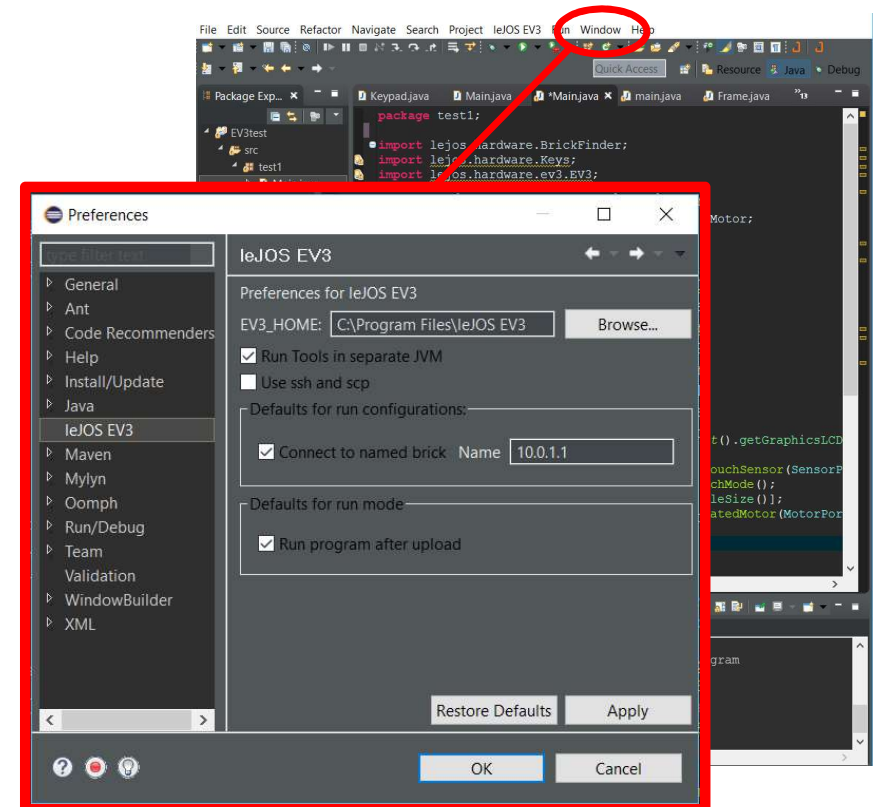 File Edit Source Refactor Navigate Search Project leJOS EV3 Run Window Help
Quick Access Resource Java Debug
Package Exp... Keypad.java Main.java *Main.java main.java Frame.java "13
package test1;
EV3test
src
test1
import lejos.hardware.BrickFinder;
import lejos.hardware.Keys;
import lejos.hardware.ev3.EV3;
Motor;
t().getGraphicsLCD
ouchSensor(SensorP
chMode();
leSize()];
atedMotor(MotorPor
gram
Preferences
type filter text
General
Ant
Code Recommenders
Help
Install/Update
Java
leJOS EV3
Maven
Mylyn
Oomph
Run/Debug
Team
Validation
WindowBuilder
XML
leJOS EV3
Preferences for leJOS EV3
EV3_HOME: C:\Program Files\leJOS EV3 Browse...
Run Tools in separate JVM
Use ssh and scp
Defaults for run configurations:
Connect to named brick Name 10.0.1.1
Defaults for run mode
Run program after upload
Restore Defaults Apply
OK Cancel